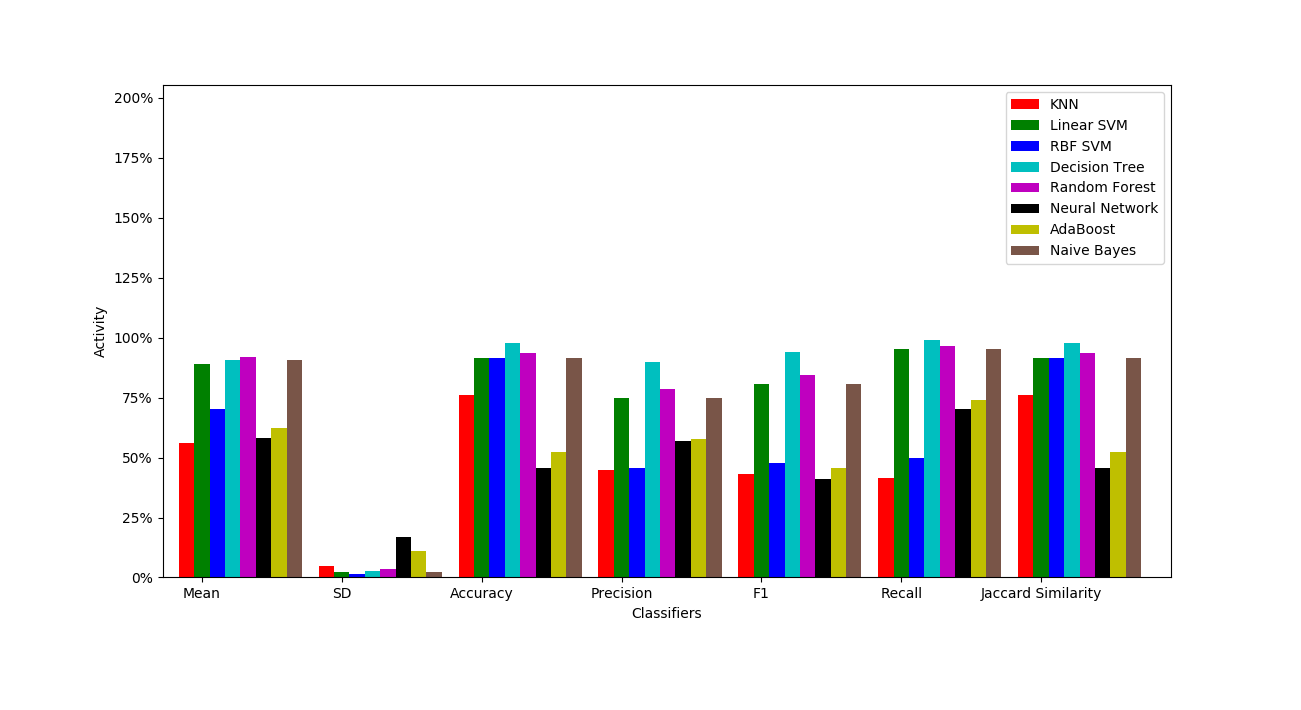 200%
175%
150%
125%
100%
75%
50%
25%
0%
Activity
KNN
Linear SVM
RBF SVM
Decision Tree
Random Forest
Neural Network
AdaBoost
Naive Bayes
Mean SD Accuracy Precision F1 Recall Jaccard Similarity
Classifiers